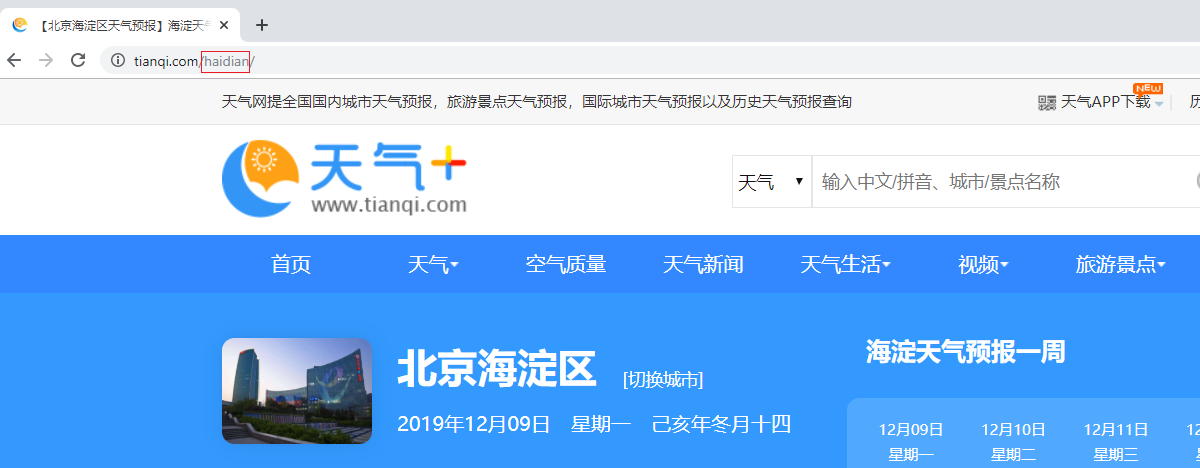 【北京海淀区天气预报】海淀天
tianqi.com/haidian/
天气网提全国国内城市天气预报，旅游景点天气预报，国际城市天气预报以及历史天气预报查询
天气APP下载
NEW
历
天气
www.tianqi.com
天气
输入中文/拼音、城市/景点名称
首页 天气 空气质量 天气新闻 天气生活 视频 旅游景点
北京海淀区 [切换城市]
2019年12月09日 星期一 己亥年冬月十四
海淀天气预报一周
12月09日 12月10日 12月11日 12
星期一 星期二 星期三